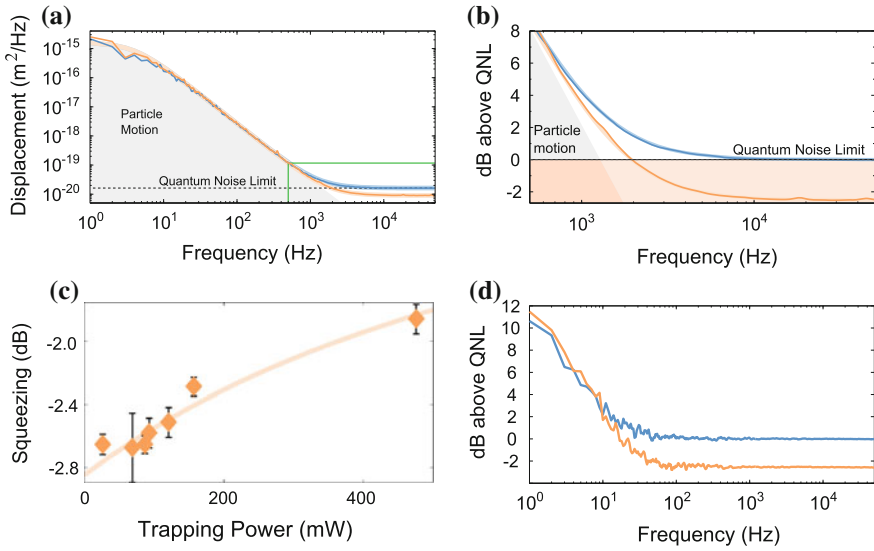 (a)
Displacement (m²/Hz)
10⁻¹⁵
10⁻¹⁶
10⁻¹⁷
10⁻¹⁸
10⁻¹⁹
10⁻²⁰
Particle
Motion
Quantum Noise Limit
10⁰ 10¹ 10² 10³ 10⁴
Frequency (Hz)
(b)
dB above QNL
8
6
4
2
0
-2
Particle
motion
Quantum Noise Limit
10³ 10⁴
Frequency (Hz)
(c)
Squeezing (dB)
-2.0
-2.4
-2.8
0 200 400
Trapping Power (mW)
(d)
dB above QNL
12
10
8
6
4
2
0
-2
10⁰ 10¹ 10² 10³ 10⁴
Frequency (Hz)